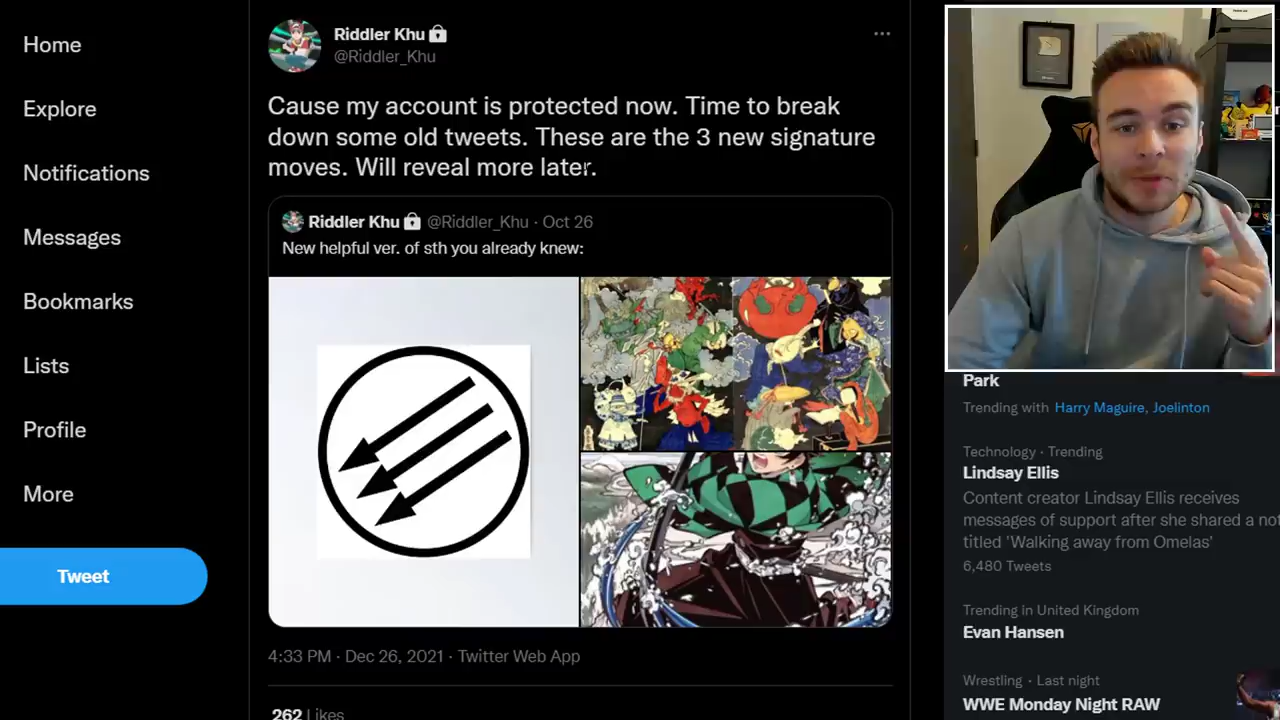 Home
Explore
Notifications
Messages
Bookmarks
Lists
Profile
More
Tweet
Riddler Khu
@Riddler_Khu
Cause my account is protected now. Time to break
down some old tweets. These are the 3 new signature
moves. Will reveal more later.
Riddler Khu @Riddler_Khu · Oct 26
New helpful ver. of sth you already knew:
4:33 PM · Dec 26, 2021 · Twitter Web App
262 Likes
Park
Trending with Harry Maguire, Joelinton
Technology · Trending
Lindsay Ellis
Content creator Lindsay Ellis receives
messages of support after she shared a no
titled 'Walking away from Omelas'
6,480 Tweets
Trending in United Kingdom
Evan Hansen
Wrestling · Last night
WWE Monday Night RAW